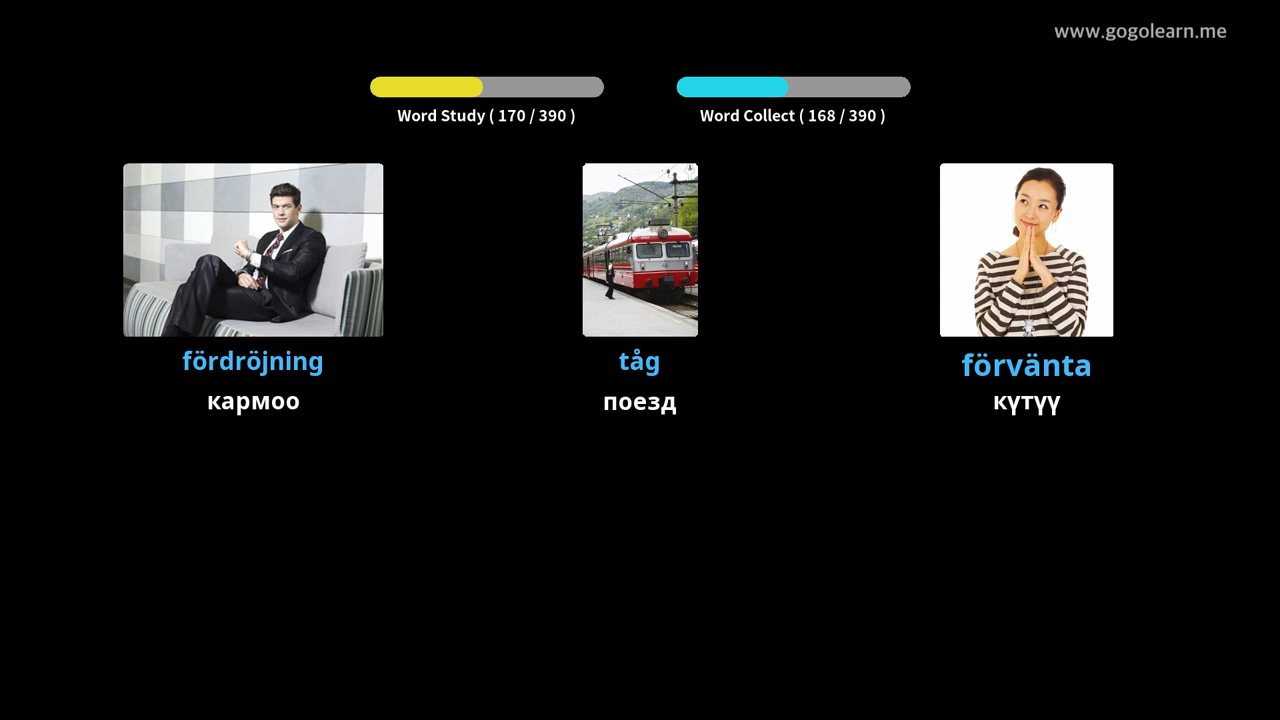 www.gogolearn.me
Word Study ( 170 / 390 )
Word Collect ( 168 / 390 )
fördröjning
кармоо
tåg
поезд
förvänta
күтүү